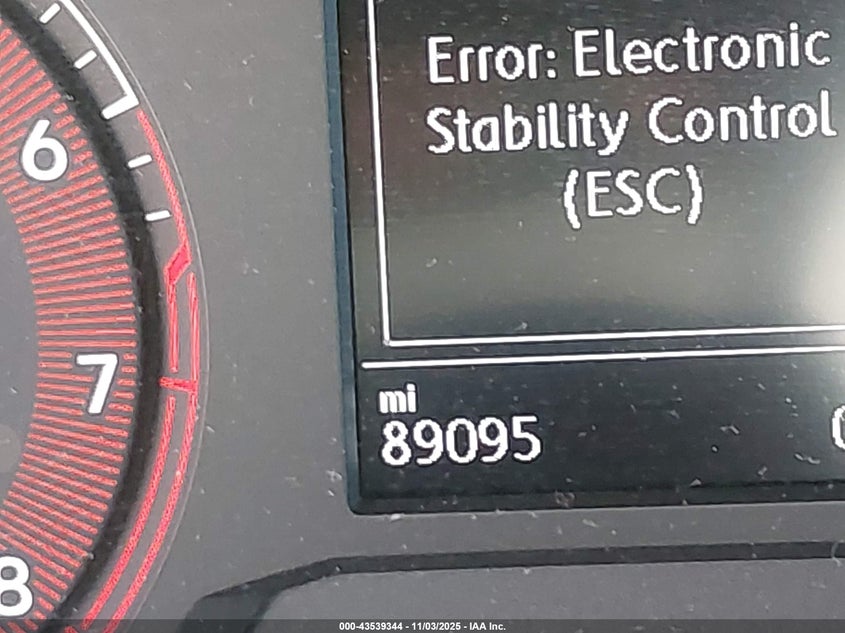 Error: Electronic
Stability Control
(ESC)
6
7
8
mi
89095
000-43539344 - 11/03/2025 - IAA Inc.